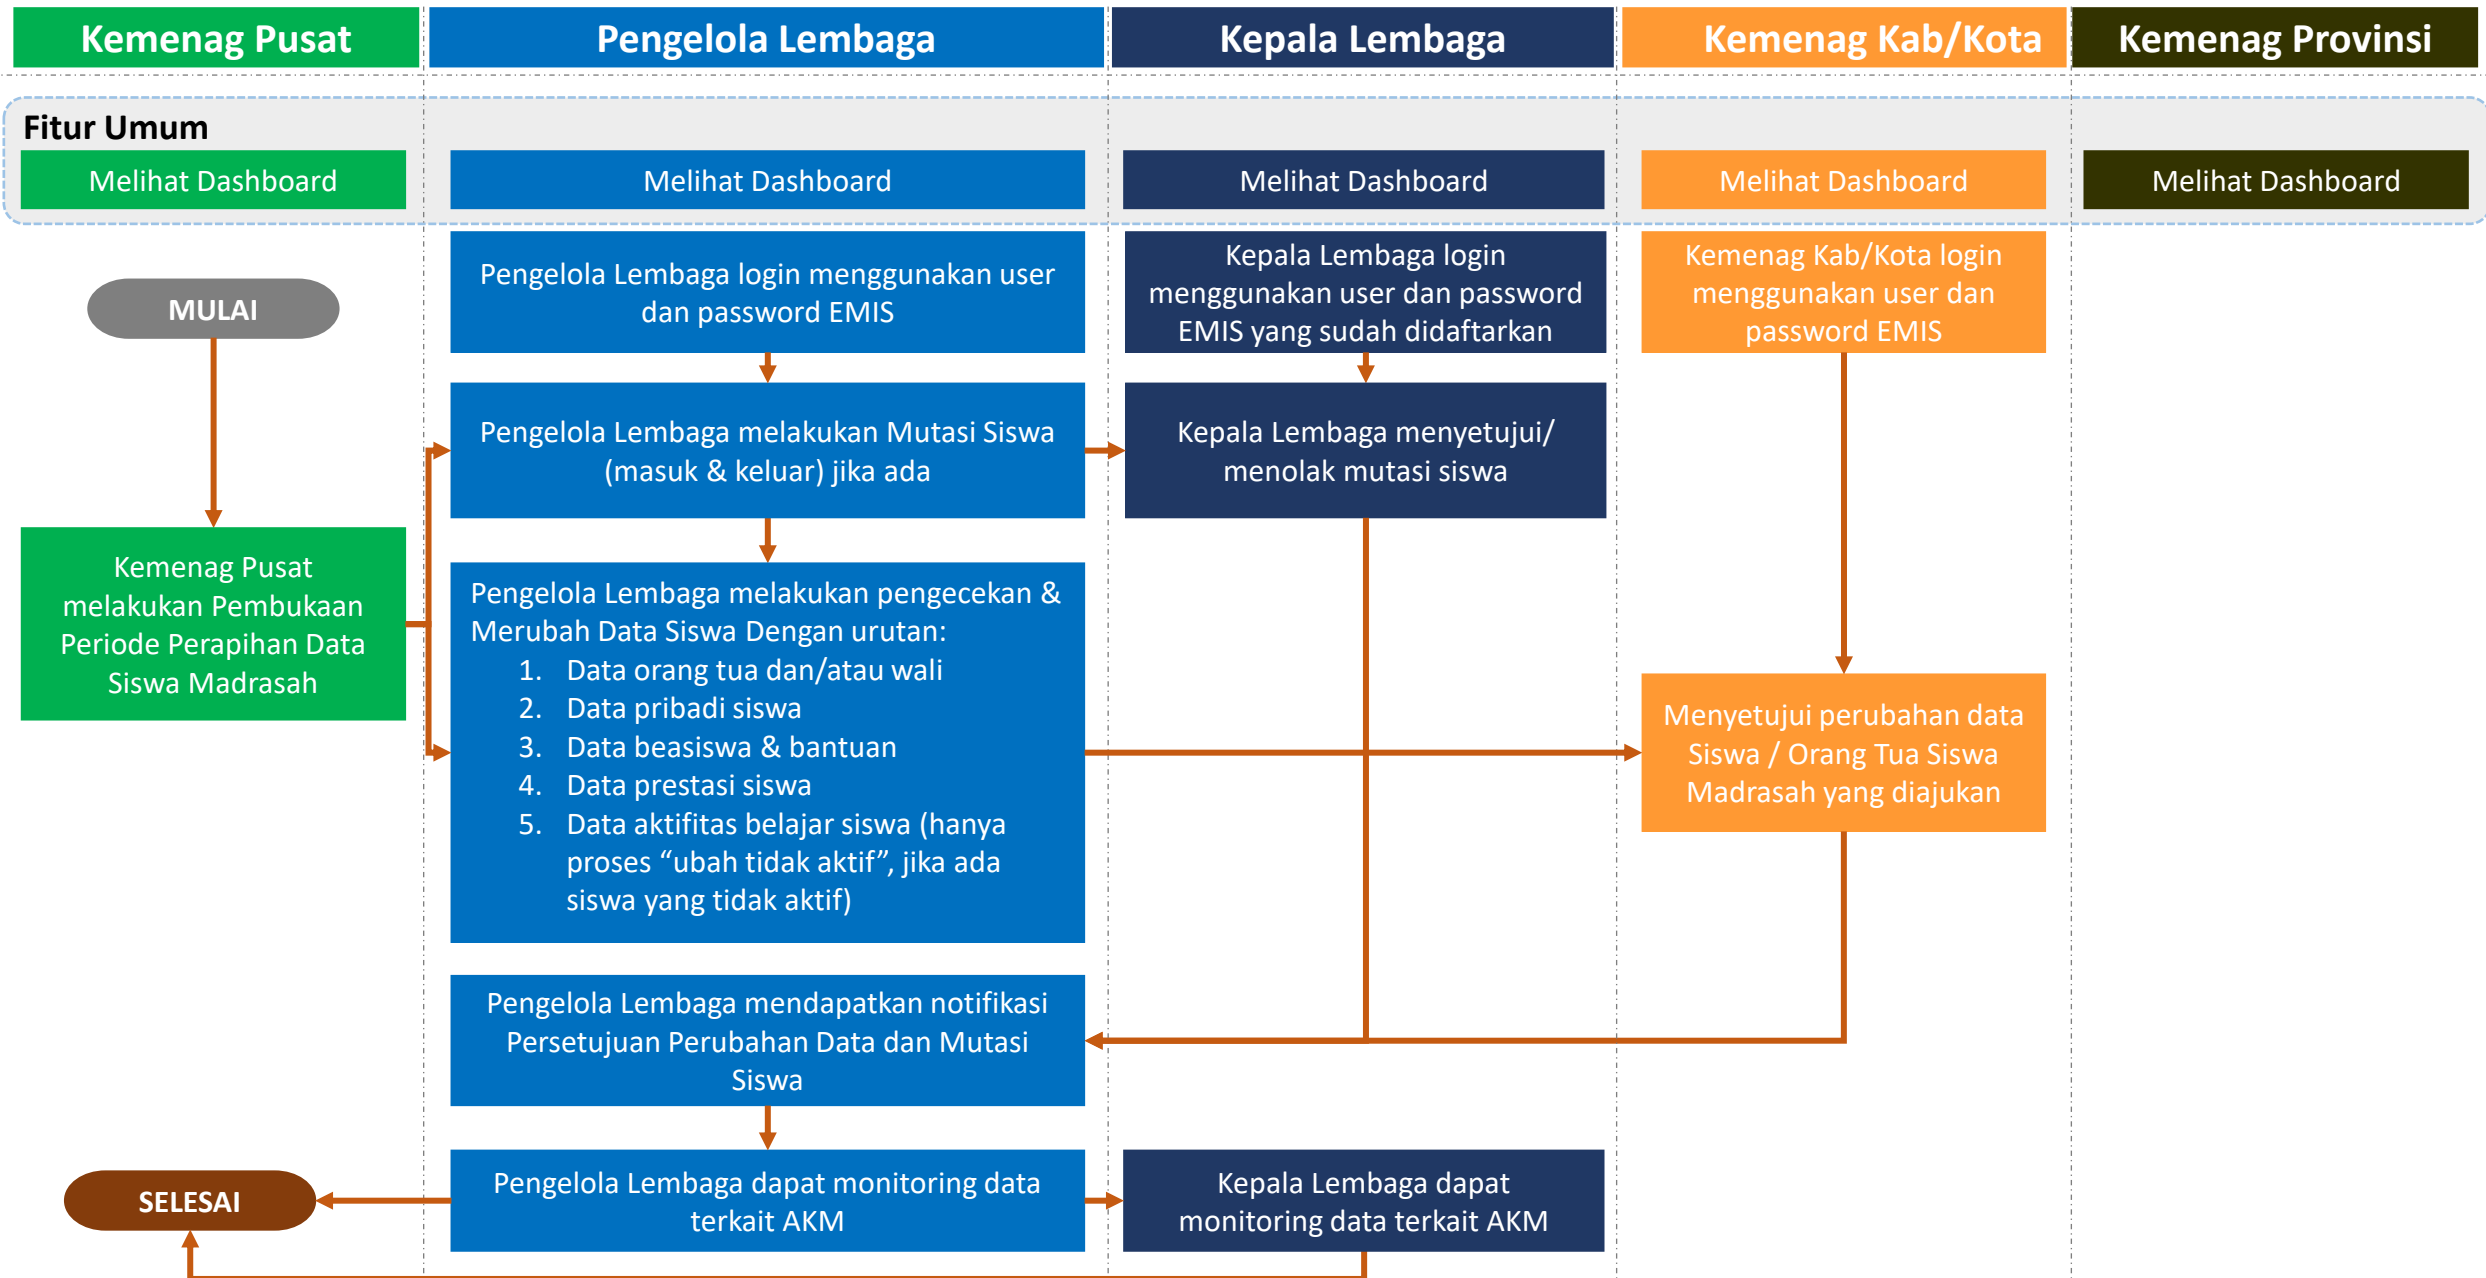 Kemenag Pusat
Pengelola Lembaga
Kepala Lembaga
Kemenag Kab/Kota
Kemenag Provinsi
Fitur Umum
Melihat Dashboard
Melihat Dashboard
Melihat Dashboard
Melihat Dashboard
Melihat Dashboard
MULAI
Kemenag Pusat
melakukan Pembukaan
Periode Perapihan Data
Siswa Madrasah
Pengelola Lembaga login menggunakan user
dan password EMIS
Kepala Lembaga login
menggunakan user dan password
EMIS yang sudah didaftarkan
Kemenag Kab/Kota login
menggunakan user dan
password EMIS
Pengelola Lembaga melakukan Mutasi Siswa
(masuk & keluar) jika ada
Kepala Lembaga menyetujui/
menolak mutasi siswa
Pengelola Lembaga melakukan pengecekan &
Merubah Data Siswa Dengan urutan:
1. Data orang tua dan/atau wali
2. Data pribadi siswa
3. Data beasiswa & bantuan
4. Data prestasi siswa
5. Data aktifitas belajar siswa (hanya
proses “ubah tidak aktif”, jika ada
siswa yang tidak aktif)
Menyetujui perubahan data
Siswa / Orang Tua Siswa
Madrasah yang diajukan
Pengelola Lembaga mendapatkan notifikasi
Persetujuan Perubahan Data dan Mutasi
Siswa
SELESAI
Pengelola Lembaga dapat monitoring data
terkait AKM
Kepala Lembaga dapat
monitoring data terkait AKM